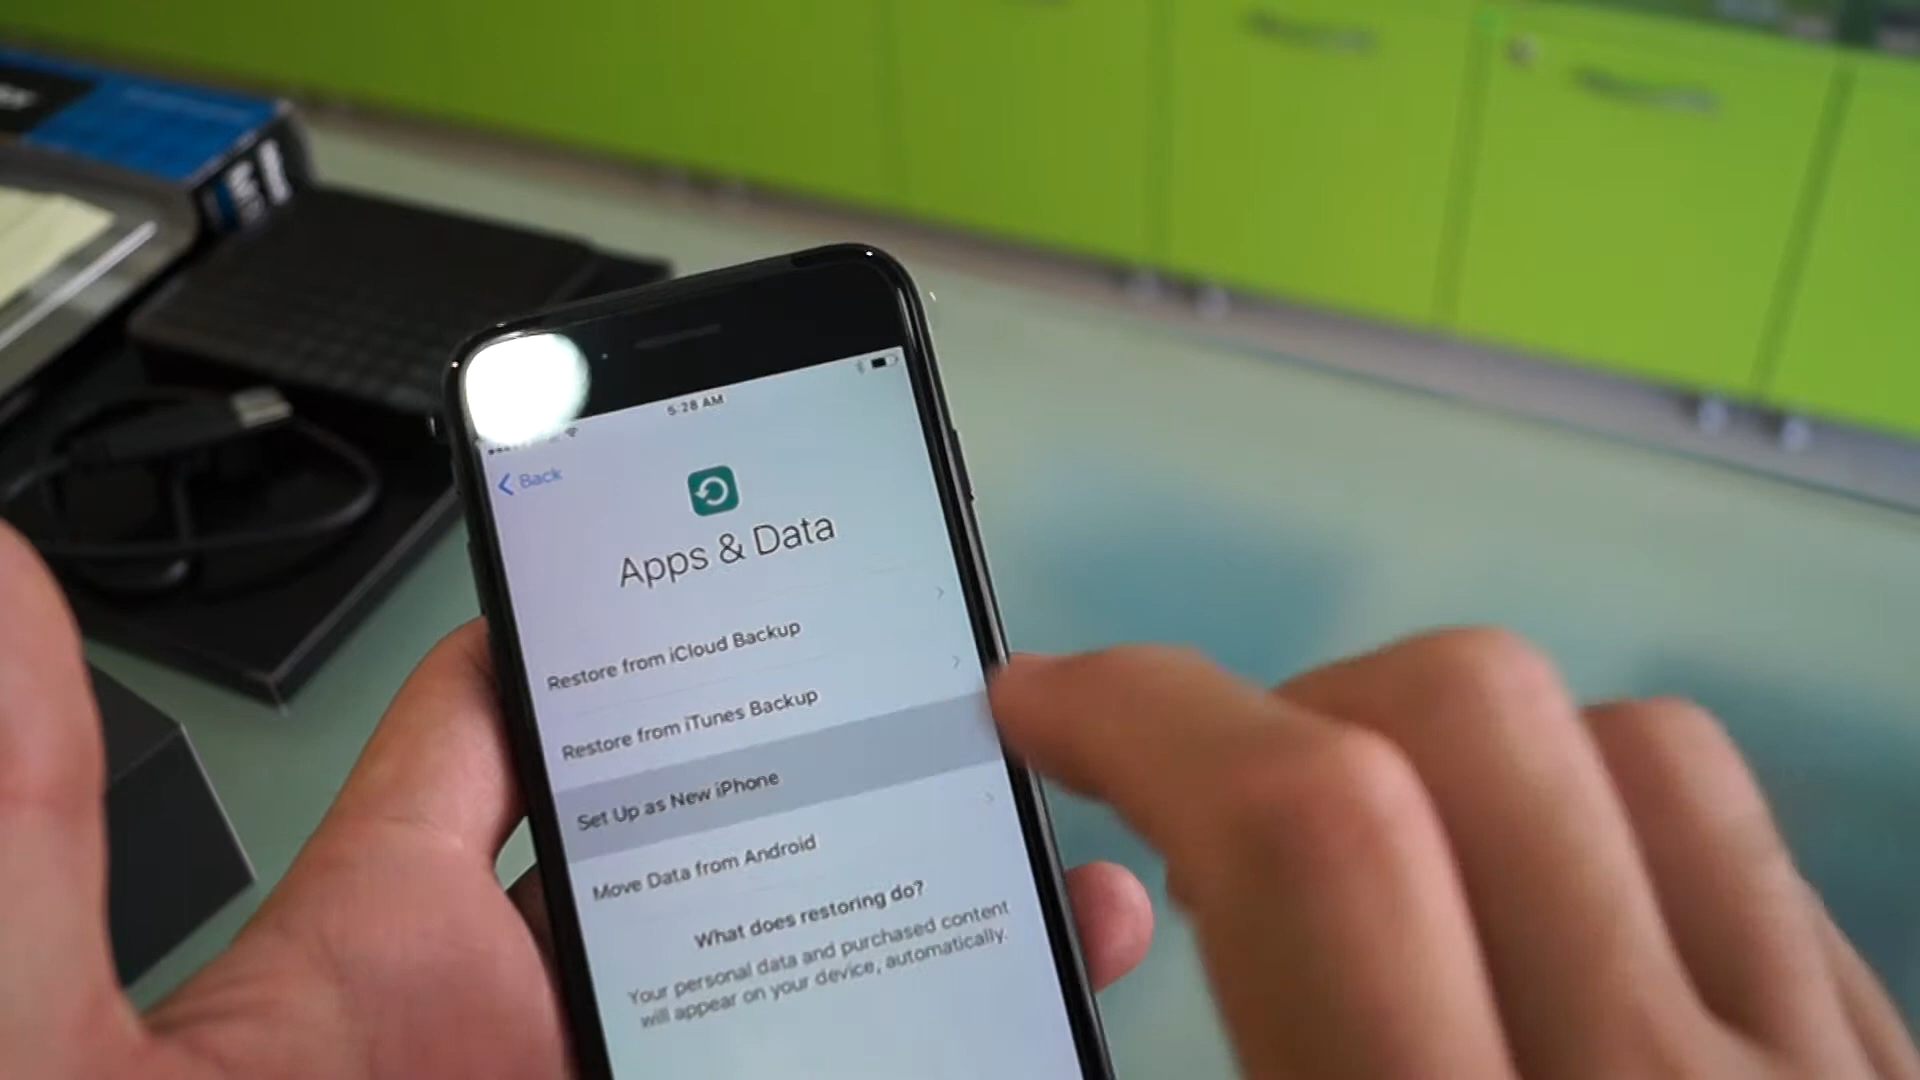 5:28 AM
Back
Apps & Data
Restore from iCloud Backup
Restore from iTunes Backup
Set Up as New iPhone
Move Data from Android
What does restoring do?
Your personal data and purchased content
will appear on your device, automatically.